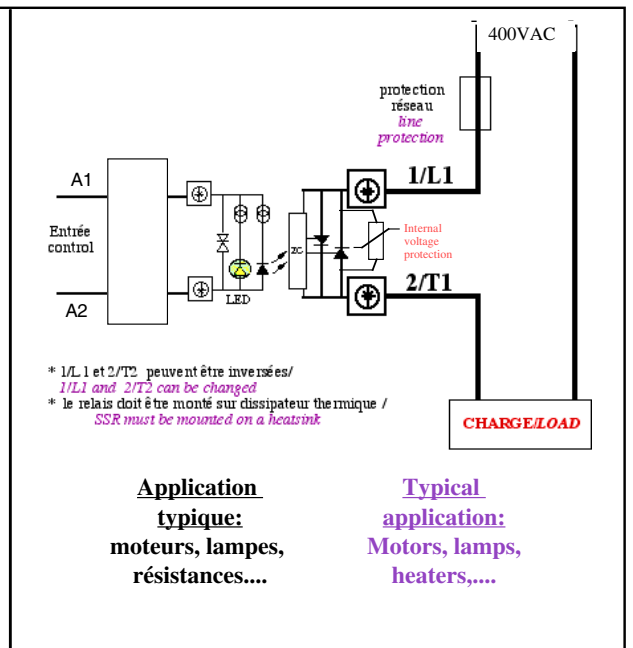 400VAC
protection
réseau
line
protection
1/L1
A1
Entrée
control
A2
LED
ZC
Internal
voltage
protection
2/T1
* 1/L1 et 2/T2 peuvent être inversées/
1/L1 and 2/T2 can be changed
* le relais doit être monté sur dissipateur thermique /
SSR must be mounted on a heatsink
CHARGE/LOAD
Application
typique:
moteurs, lampes,
résistances....
Typical
application:
Motors, lamps,
heaters,....